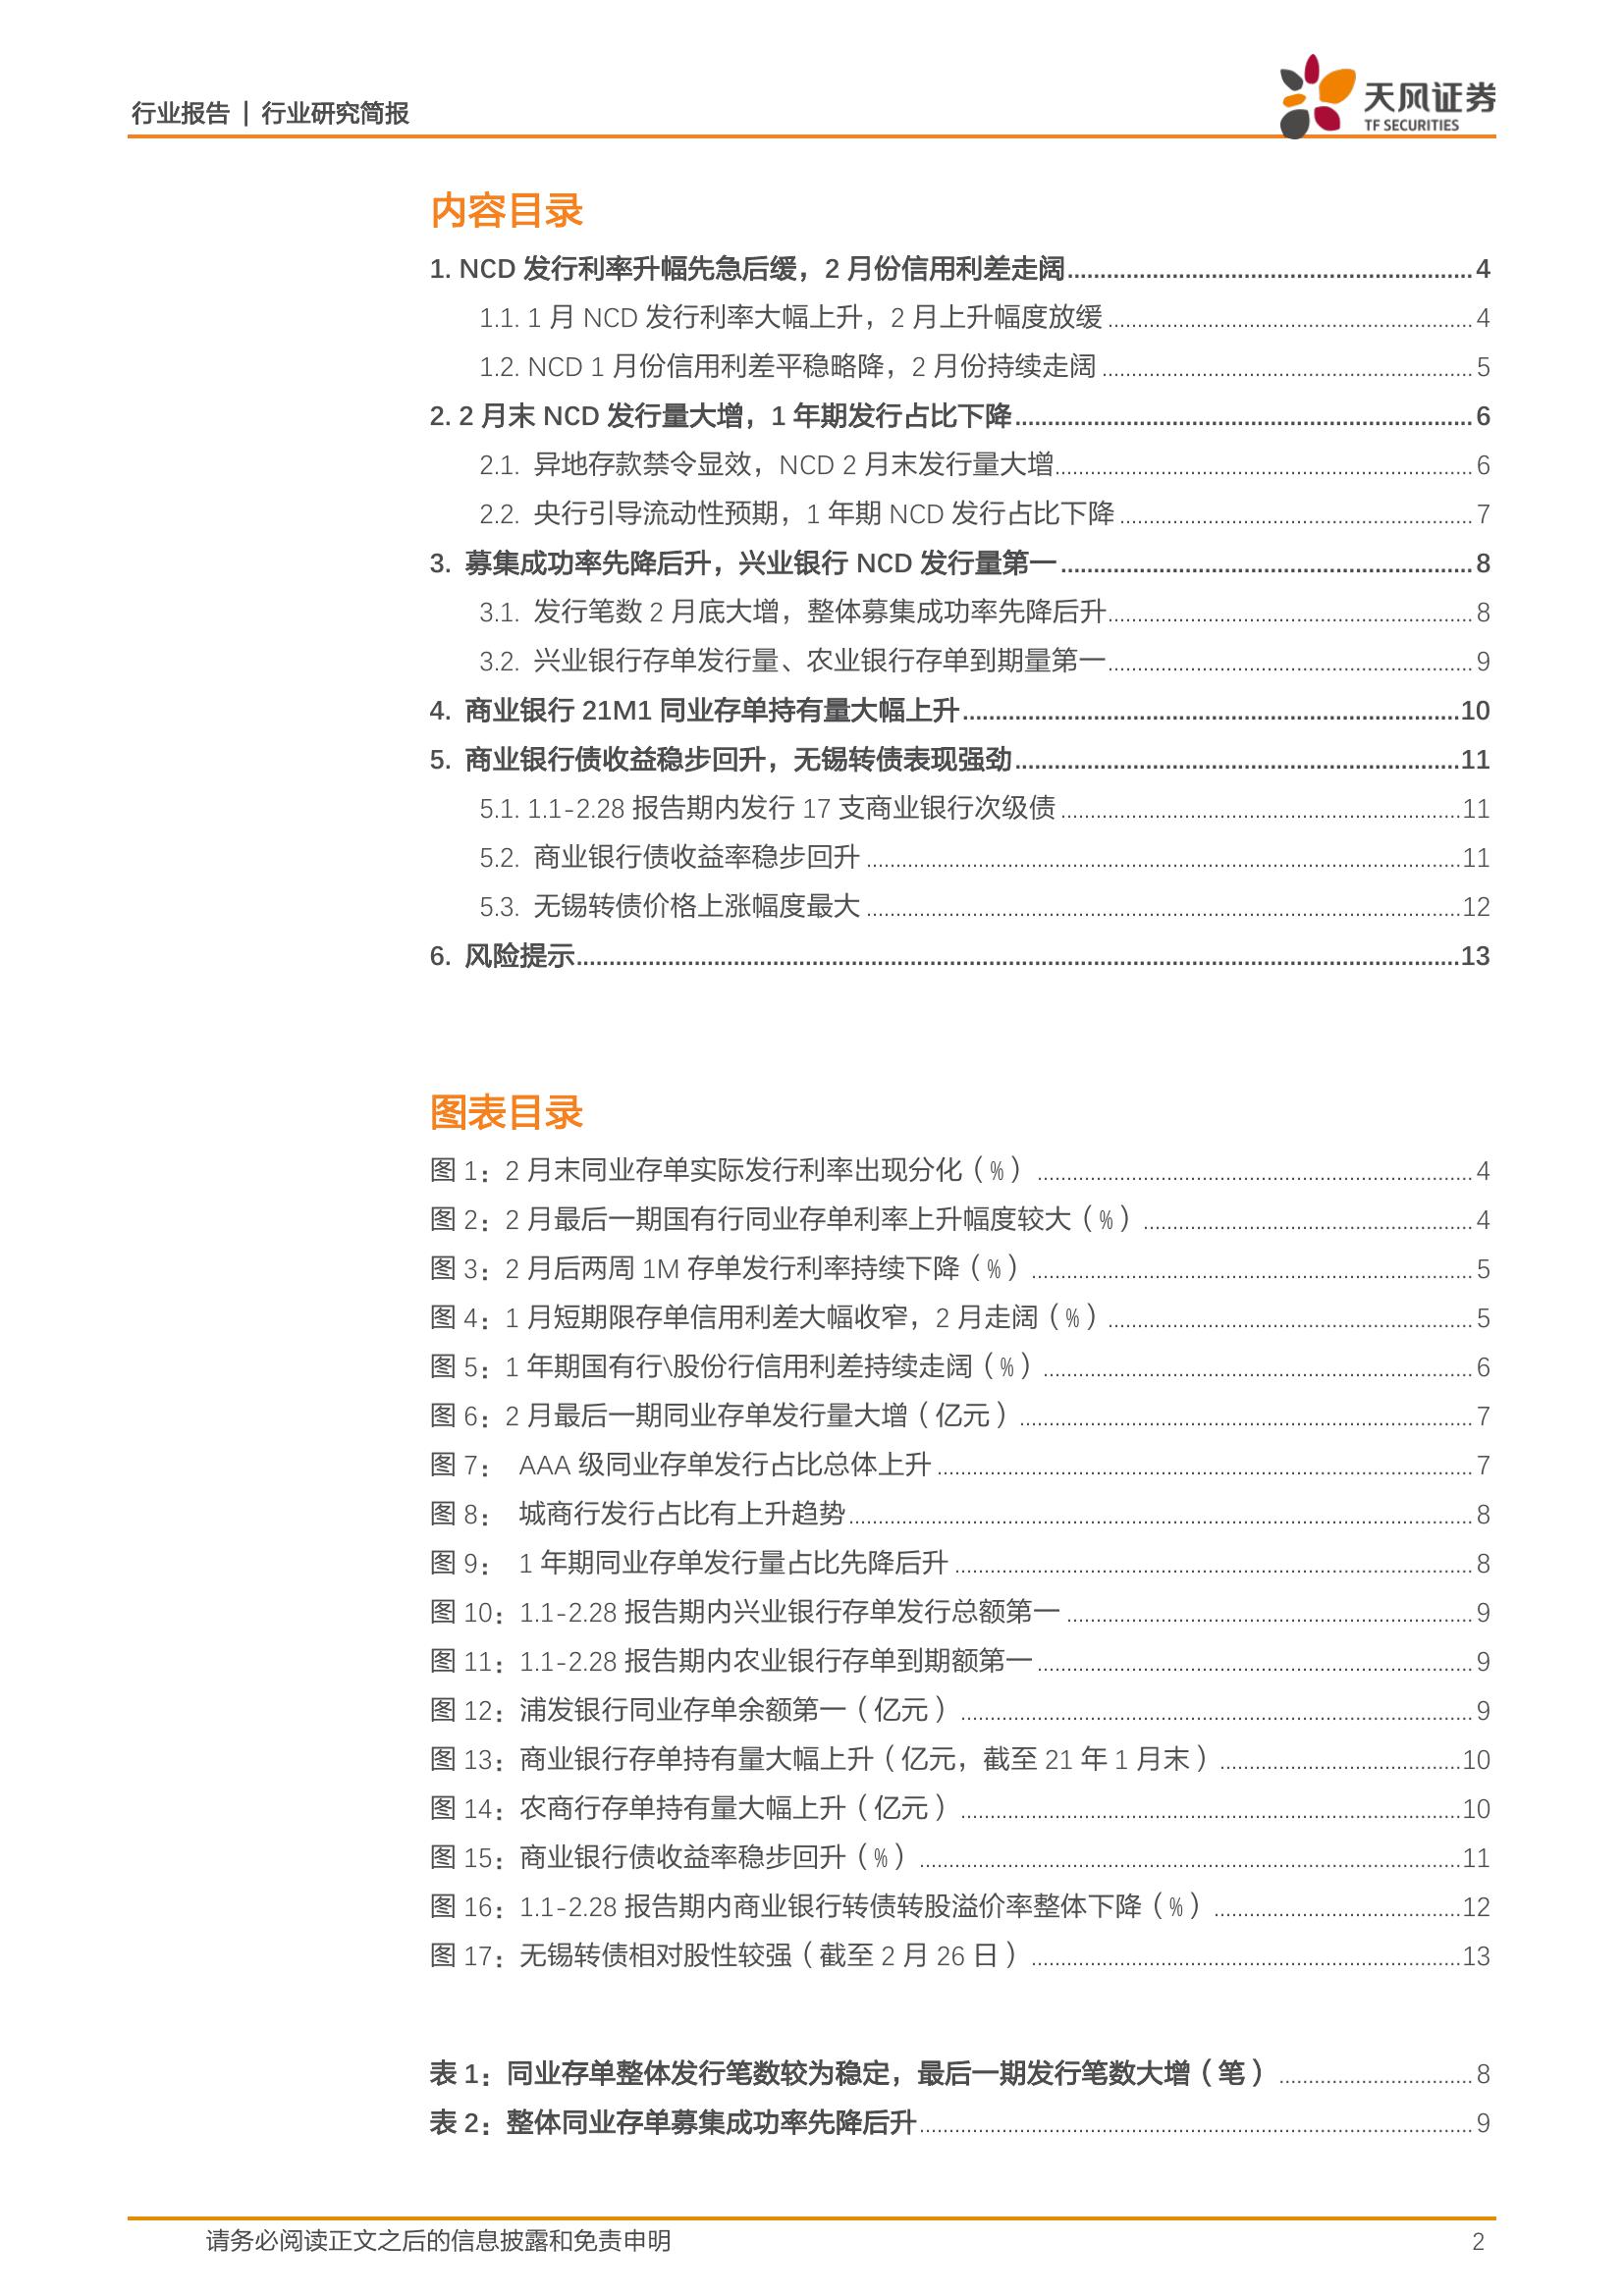 行业报告 | 行业研究简报
天风证券
TF SECURITIES
内容目录
1. NCD 发行利率升幅先急后缓，2 月份信用利差走阔 4
1.1. 1 月 NCD 发行利率大幅上升，2 月上升幅度放缓 4
1.2. NCD 1 月份信用利差平稳略降，2 月份持续走阔 5
2. 2 月末 NCD 发行量大增，1 年期发行占比下降 6
2.1. 异地存款禁令显效，NCD 2 月末发行量大增 6
2.2. 央行引导流动性预期，1 年期 NCD 发行占比下降 7
3. 募集成功率先降后升，兴业银行 NCD 发行量第一 8
3.1. 发行笔数 2 月底大增，整体募集成功率先降后升 8
3.2. 兴业银行存单发行量、农业银行存单到期量第一 9
4. 商业银行 21M1 同业存单持有量大幅上升 10
5. 商业银行债收益稳步回升，无锡转债表现强劲 11
5.1. 1.1-2.28 报告期内发行 17 支商业银行次级债 11
5.2. 商业银行债收益率稳步回升 11
5.3. 无锡转债价格上涨幅度最大 12
6. 风险提示 13
图表目录
图 1：2 月末同业存单实际发行利率出现分化（%） 4
图 2：2 月最后一期国有行同业存单利率上升幅度较大（%） 4
图 3：2 月后两周 1M 存单发行利率持续下降（%） 5
图 4：1 月短期限存单信用利差大幅收窄，2 月走阔（%） 5
图 5：1 年期国有行\股份行信用利差持续走阔（%） 6
图 6：2 月最后一期同业存单发行量大增（亿元） 7
图 7： AAA 级同业存单发行占比总体上升 7
图 8： 城商行发行占比有上升趋势 8
图 9： 1 年期同业存单发行量占比先降后升 8
图 10：1.1-2.28 报告期内兴业银行存单发行总额第一 9
图 11：1.1-2.28 报告期内农业银行存单到期额第一 9
图 12：浦发银行同业存单余额第一（亿元） 9
图 13：商业银行存单持有量大幅上升（亿元，截至 21 年 1 月末） 10
图 14：农商行存单持有量大幅上升（亿元） 10
图 15：商业银行债收益率稳步回升（%） 11
图 16：1.1-2.28 报告期内商业银行转债转股溢价率整体下降（%） 12
图 17：无锡转债相对股性较强（截至 2 月 26 日） 13
表 1：同业存单整体发行笔数较为稳定，最后一期发行笔数大增（笔） 8
表 2：整体同业存单募集成功率先降后升 9
请务必阅读正文之后的信息披露和免责申明 2